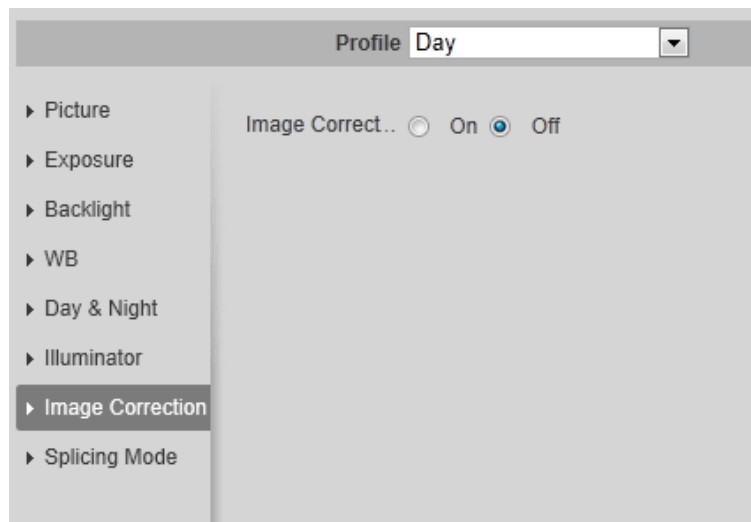 Profile Day
Picture
Image Correct.. On Off
Exposure
Backlight
WB
Day & Night
Illuminator
Image Correction
Splicing Mode